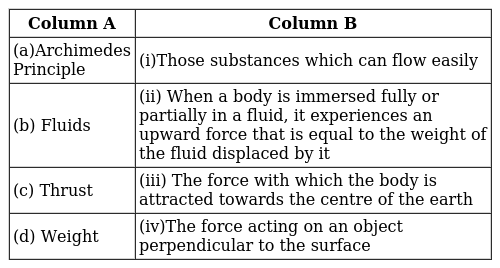 Column A
Column B
(a)Archimedes
Principle
(i)Those substances which can flow easily
(b) Fluids
(ii) When a body is immersed fully or
partially in a fluid, it experiences an
upward force that is equal to the weight of
the fluid displaced by it
(c) Thrust
(iii) The force with which the body is
attracted towards the centre of the earth
(d) Weight
(iv)The force acting on an object
perpendicular to the surface